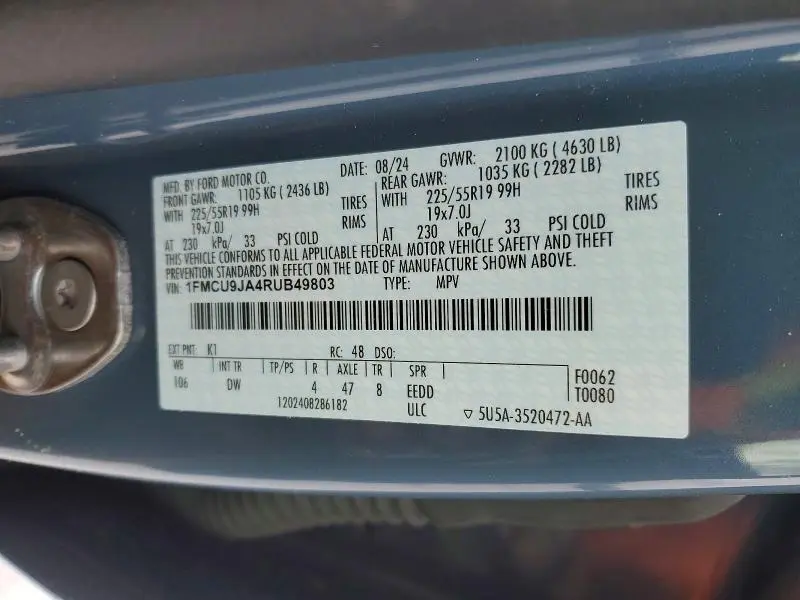 MFD. BY FORD MOTOR CO. DATE: 08/24 GVWR: 2100 KG ( 4630 LB)
FRONT GAWR: 1105 KG ( 2436 LB) REAR GAWR: 1035 KG ( 2282 LB)
WITH 225/55R19 99H TIRES WITH 225/55R19 99H TIRES
19x7.0J RIMS 19x7.0J RIMS
AT 230 kPa/ 33 PSI COLD AT 230 kPa/ 33 PSI COLD
THIS VEHICLE CONFORMS TO ALL APPLICABLE FEDERAL MOTOR VEHICLE SAFETY AND THEFT
PREVENTION STANDARDS IN EFFECT ON THE DATE OF MANUFACTURE SHOWN ABOVE.
VIN: 1FMCU9JA4RUB49803 TYPE: MPV
EXT PNT: K1 RC: 48 DSO:
WB INT TR TP/PS R AXLE TR SPR F0062
106 DW 4 47 8 EEDD T0080
1202408286182 ULC ▽ 5U5A-3520472-AA